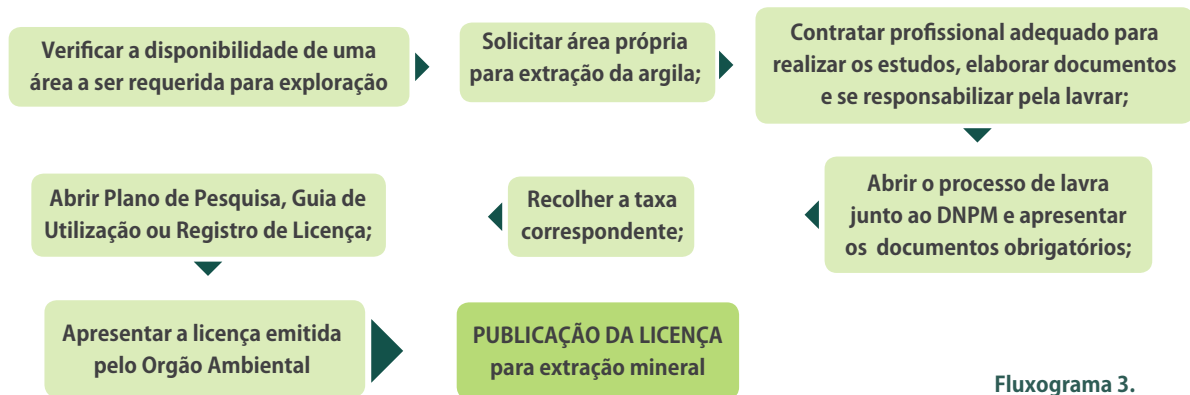 Verificar a disponibilidade de uma
área a ser requerida para exploração
Solicitar área própria
para extração da argila;
Contratar profissional adequado para
realizar os estudos, elaborar documentos
e se responsabilizar pela lavrar;
Abrir o processo de lavra
junto ao DNPM e apresentar
os documentos obrigatórios;
Recolher a taxa
correspondente;
Abrir Plano de Pesquisa, Guia de
Utilização ou Registro de Licença;
Apresentar a licença emitida
pelo Orgão Ambiental
PUBLICAÇÃO DA LICENÇA
para extração mineral
Fluxograma 3.